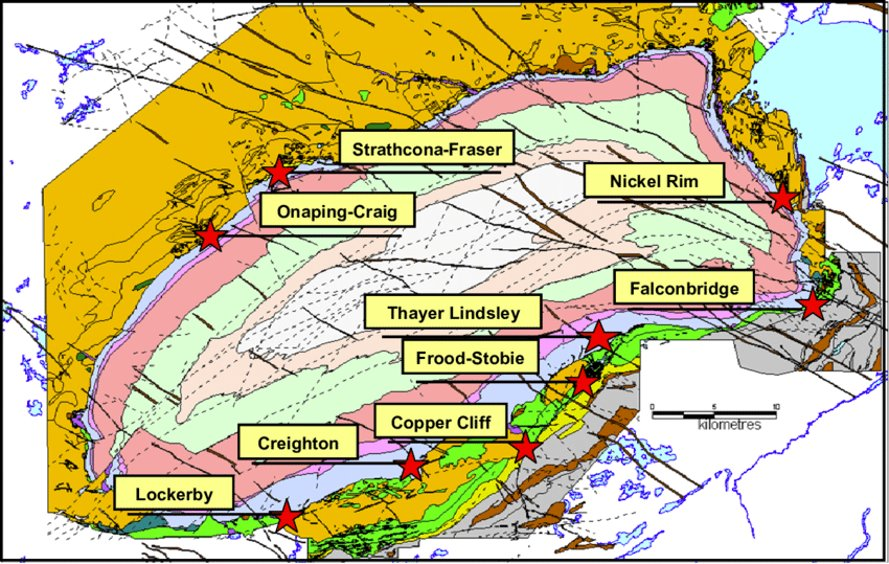 Strathcona-Fraser
Nickel Rim
Onaping-Craig
Falconbridge
Thayer Lindsley
Frood-Stobie
Copper Cliff
Creighton
Lockerby
0 5 10
kilometres